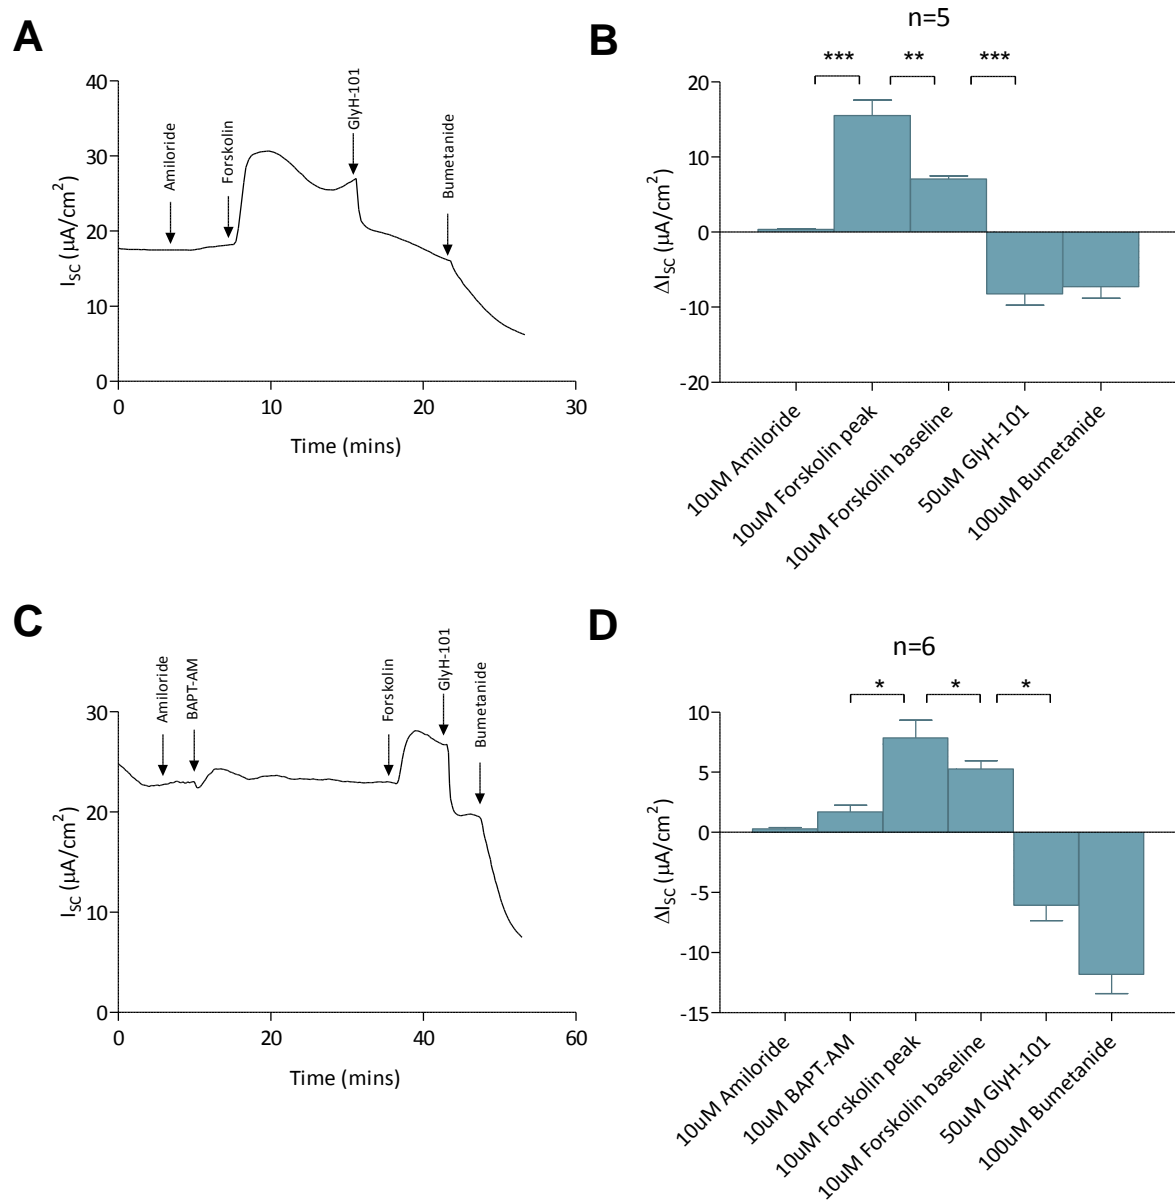 A
40
30
20
10
0
I_SC (μA/cm²)
Amiloride
Forskolin
GlyH-101
Bumetanide
0 10 20 30
Time (mins)
B
n=5
*** ** ***
20
10
0
-10
-20
ΔI_SC (μA/cm²)
10uM Amiloride
10uM Forskolin peak
10uM Forskolin baseline
50uM GlyH-101
100uM Bumetanide
C
30
20
10
0
I_SC (μA/cm²)
Amiloride
BAPT-AM
Forskolin
GlyH-101
Bumetanide
0 20 40 60
Time (mins)
D
n=6
* * *
10
5
0
-5
-10
-15
ΔI_SC (μA/cm²)
10uM Amiloride
10uM BAPT-AM
10uM Forskolin peak
10uM Forskolin baseline
50uM GlyH-101
100uM Bumetanide